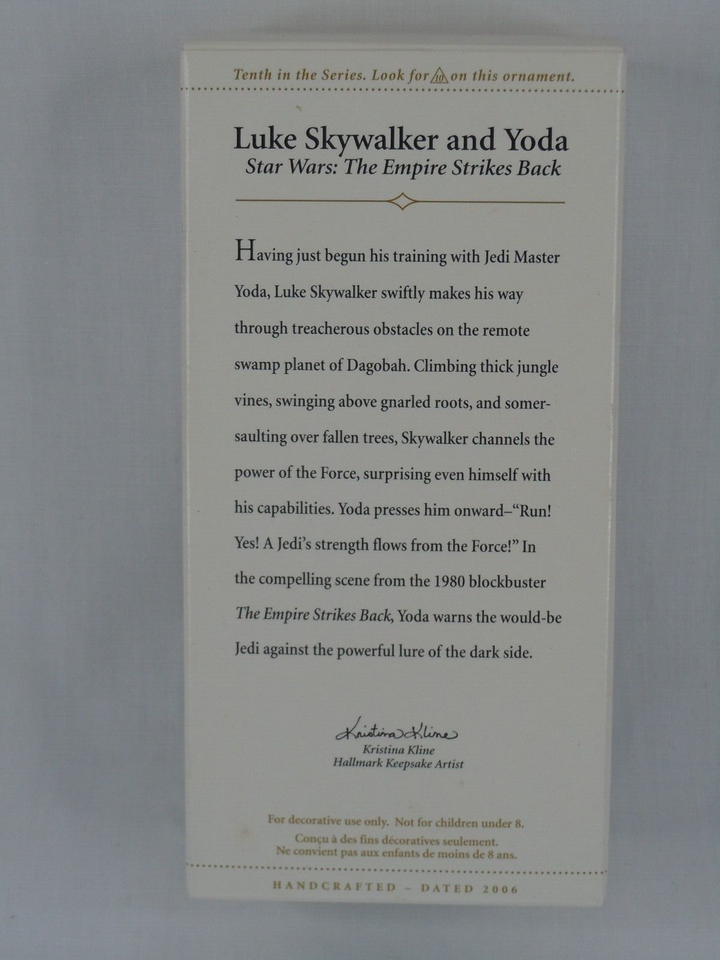 Tenth in the Series. Look for 10 on this ornament.
Luke Skywalker and Yoda
Star Wars: The Empire Strikes Back
Having just begun his training with Jedi Master
Yoda, Luke Skywalker swiftly makes his way
through treacherous obstacles on the remote
swamp planet of Dagobah. Climbing thick jungle
vines, swinging above gnarled roots, and somer-
saulting over fallen trees, Skywalker channels the
power of the Force, surprising even himself with
his capabilities. Yoda presses him onward–“Run!
Yes! A Jedi’s strength flows from the Force!” In
the compelling scene from the 1980 blockbuster
The Empire Strikes Back, Yoda warns the would-be
Jedi against the powerful lure of the dark side.
Kristina Kline
Kristina Kline
Hallmark Keepsake Artist
For decorative use only. Not for children under 8.
Conçu à des fins décoratives seulement.
Ne convient pas aux enfants de moins de 8 ans.
HANDCRAFTED – DATED 2006